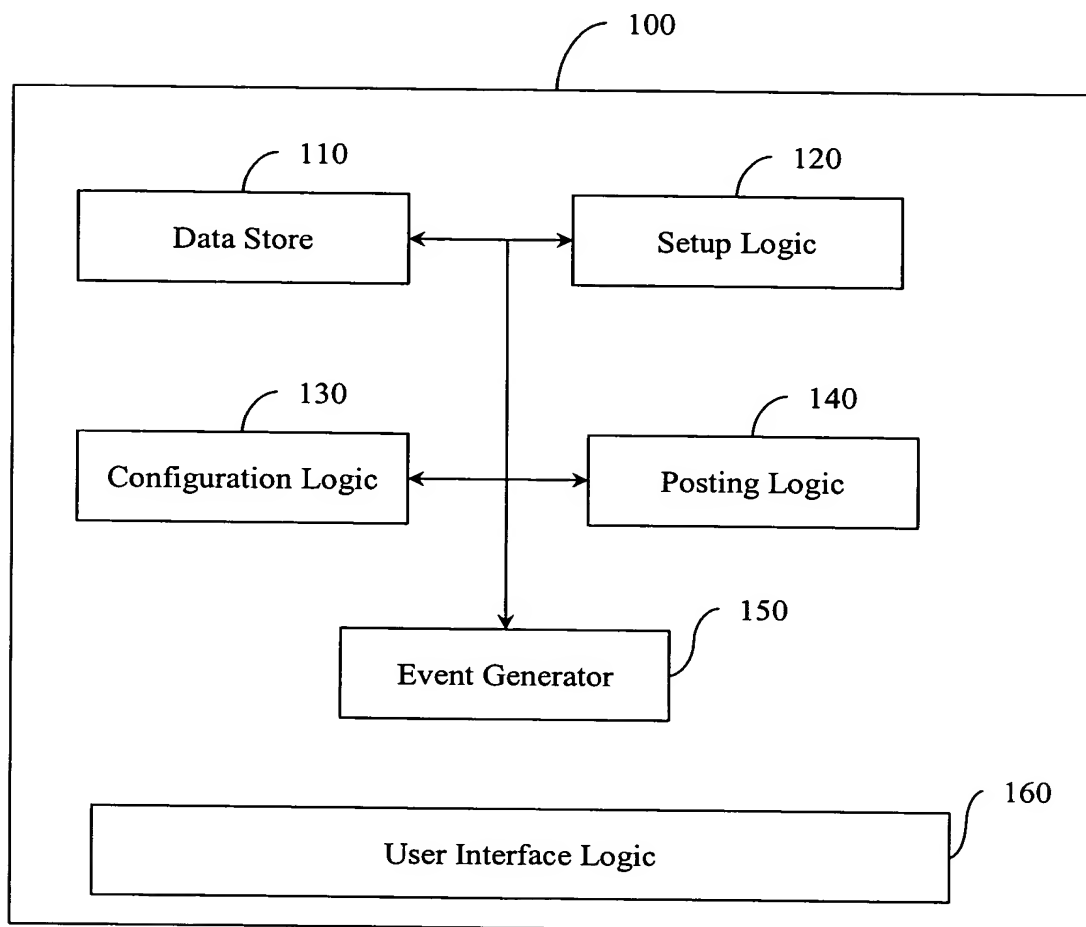 100
110
120
Data Store
Setup Logic
130
140
Configuration Logic
Posting Logic
150
Event Generator
160
User Interface Logic